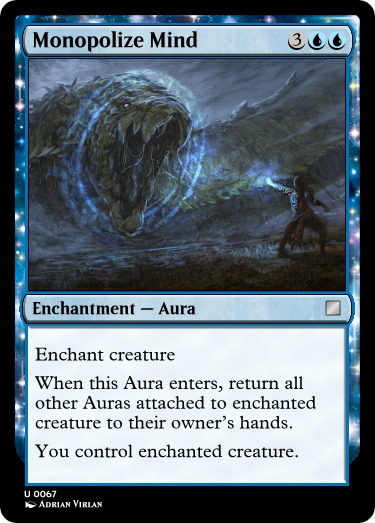 Monopolize Mind 3
Enchantment — Aura
Enchant creature
When this Aura enters, return all
other Auras attached to enchanted
creature to their owner's hands.
You control enchanted creature.
U 0067
Adrian Virlan